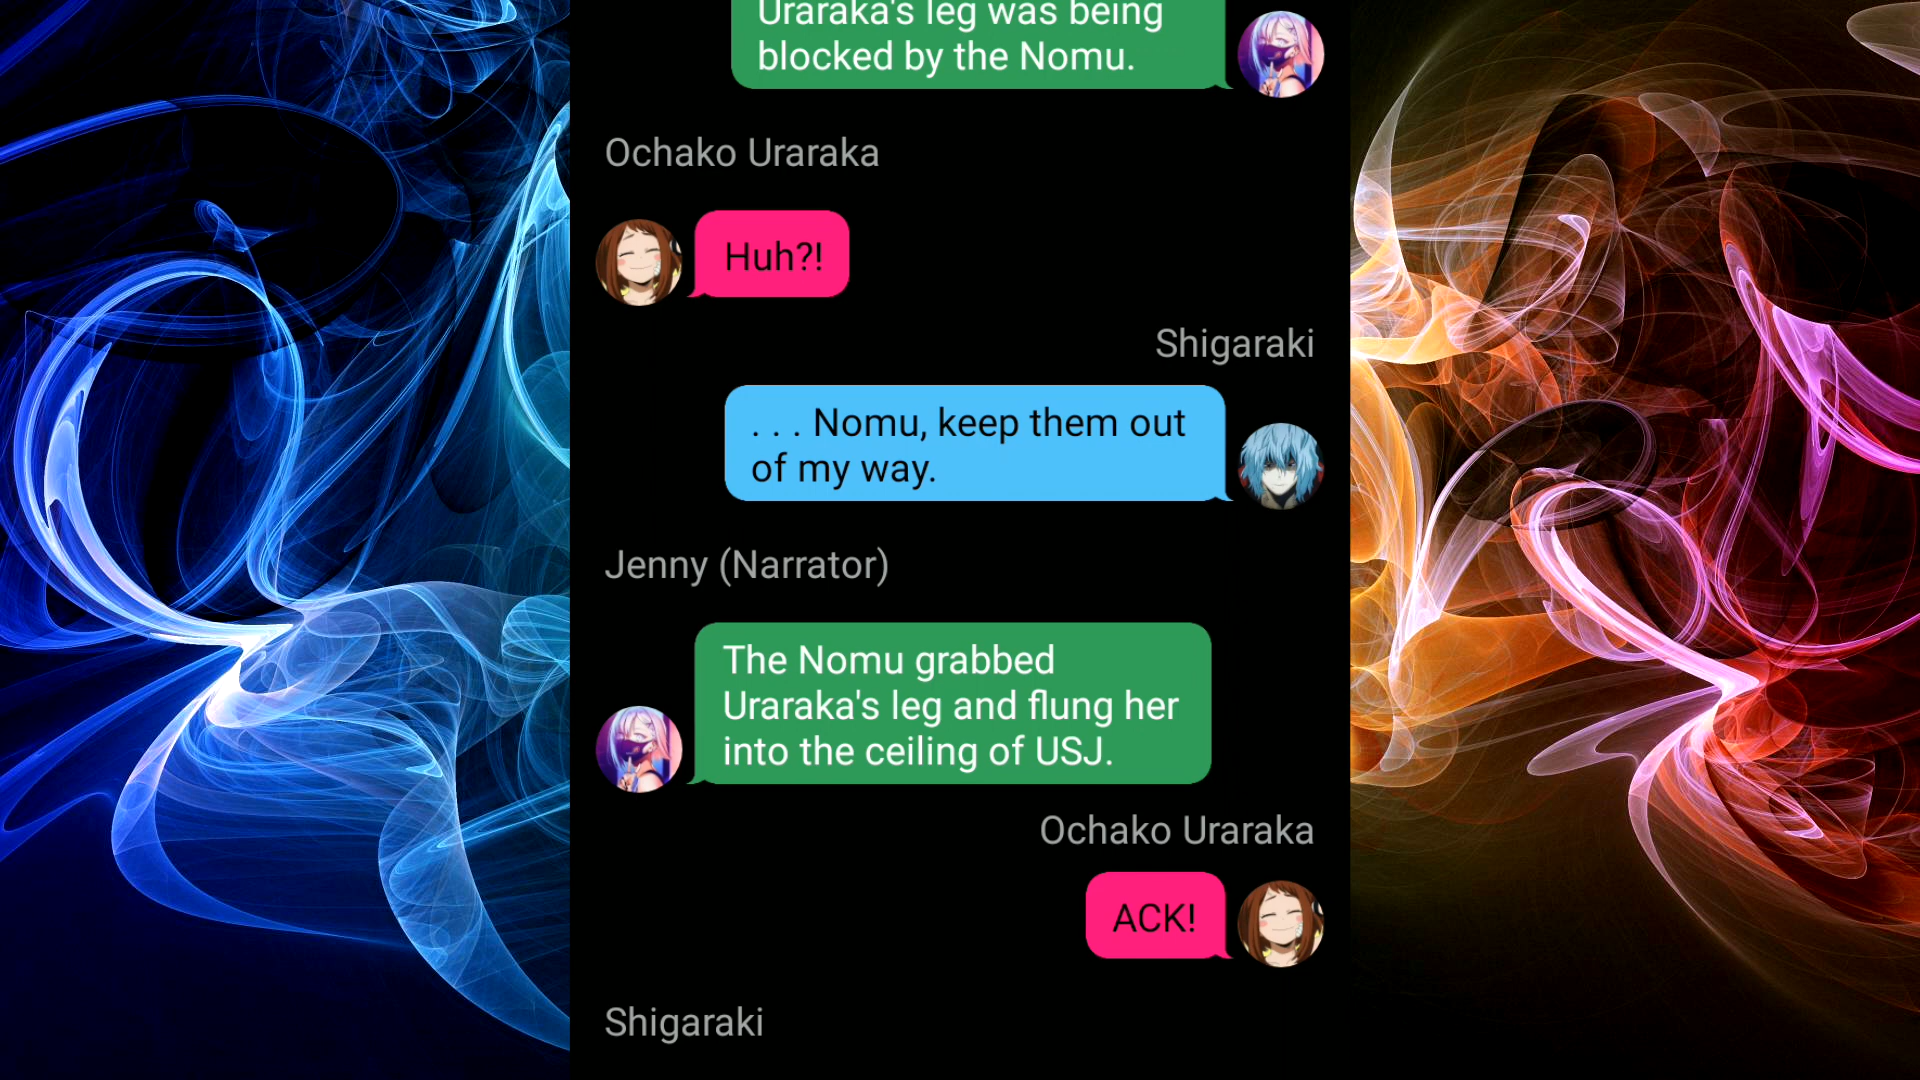 Uraraka's leg was being
blocked by the Nomu.
Ochako Uraraka
Huh?!
Shigaraki
. . . Nomu, keep them out
of my way.
Jenny (Narrator)
The Nomu grabbed
Uraraka's leg and flung her
into the ceiling of USJ.
Ochako Uraraka
ACK!
Shigaraki